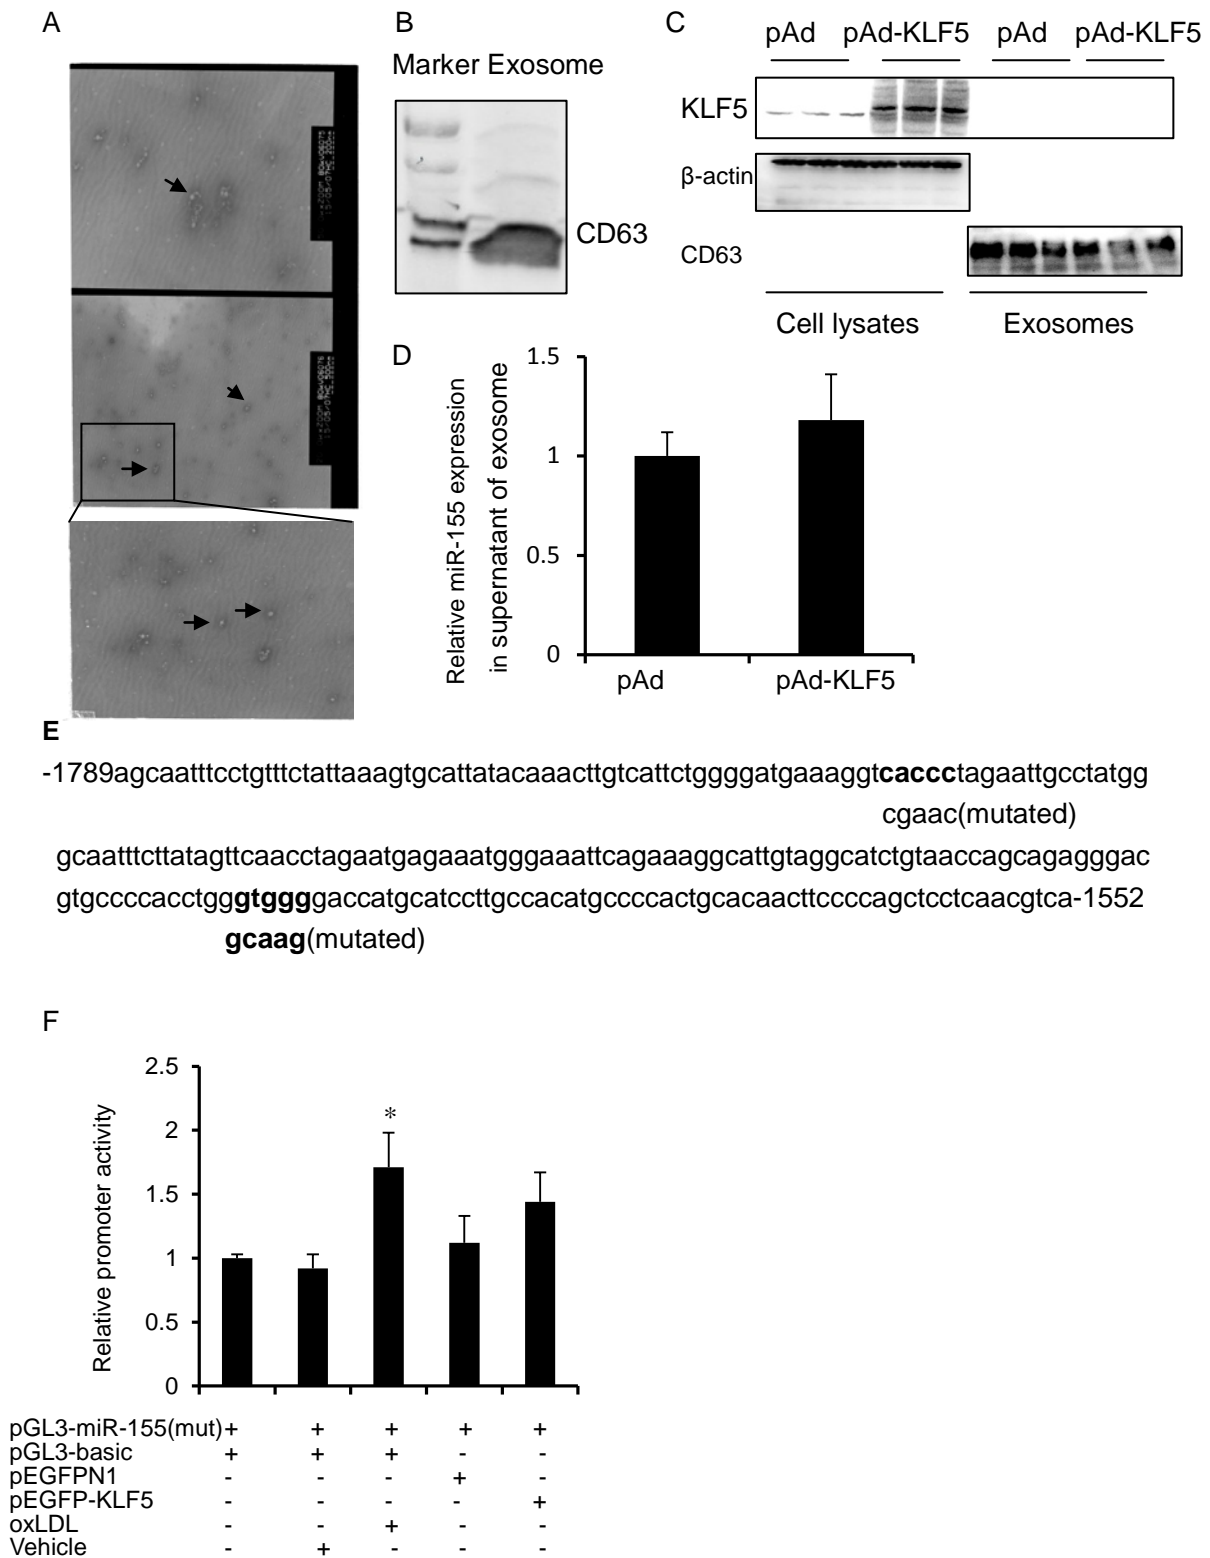 A
B
Marker Exosome
CD63
C
pAd pAd-KLF5 pAd pAd-KLF5
KLF5
β-actin
CD63
Cell lysates Exosomes
D
Relative miR-155 expression
in supernatant of exosome
1.5
1
0.5
0
pAd pAd-KLF5
E
-1789agcaatttcctgtttctattaaagtgcattatacaaacttgtcattctggggatgaaaggtcaccctagaattgcctatgg
cgaac(mutated)
gcaatttcttatagttcaacctagaatgagaaatgggaaattcagaaaggcattgtaggcatctgtaaccagcagagggac
gtgccccacctgggtggggaccatgcatccttgccacatgccccactgcacaacttccccagctcctcaacgtca-1552
gcaag(mutated)
F
Relative promoter activity
2.5
2
1.5
1
0.5
0
*
pGL3-miR-155(mut)+ + + + +
pGL3-basic + + + - -
pEGFPN1 - - - + -
pEGFP-KLF5 - - - - +
oxLDL - - + - -
Vehicle - + - - -